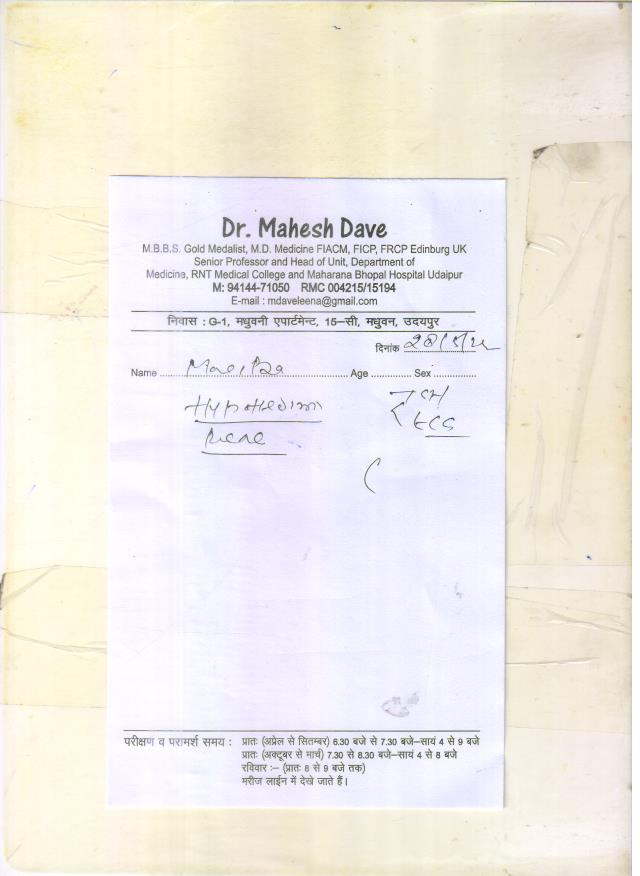 Dr. Mahesh Dave
M.B.B.S. Gold Medalist, M.D. Medicine FIACM, FICP, FRCP Edinburg UK
Senior Professor and Head of Unit, Department of
Medicine, RNT Medical College and Maharana Bhopal Hospital Udaipur
M: 94144-71050 RMC 004215/15194
E-mail : mdaveleena@gmail.com
निवास : G-1, मधुवनी एपार्टमेन्ट, 15-सी, मधुवन, उदयपुर
दिनांक
Name ........ Age ........ Sex ........
ECG
परीक्षण व परामर्श समय : प्रातः (अप्रेल से सितम्बर) 6.30 बजे से 7.30 बजे-सायं 4 से 9 बजे
प्रातः (अक्टूबर से मार्च) 7.30 से 8.30 बजे-सायं 4 से 8 बजे
रविवार :- (प्रातः 8 से 9 बजे तक)
मरीज लाईन में देखे जाते हैं।